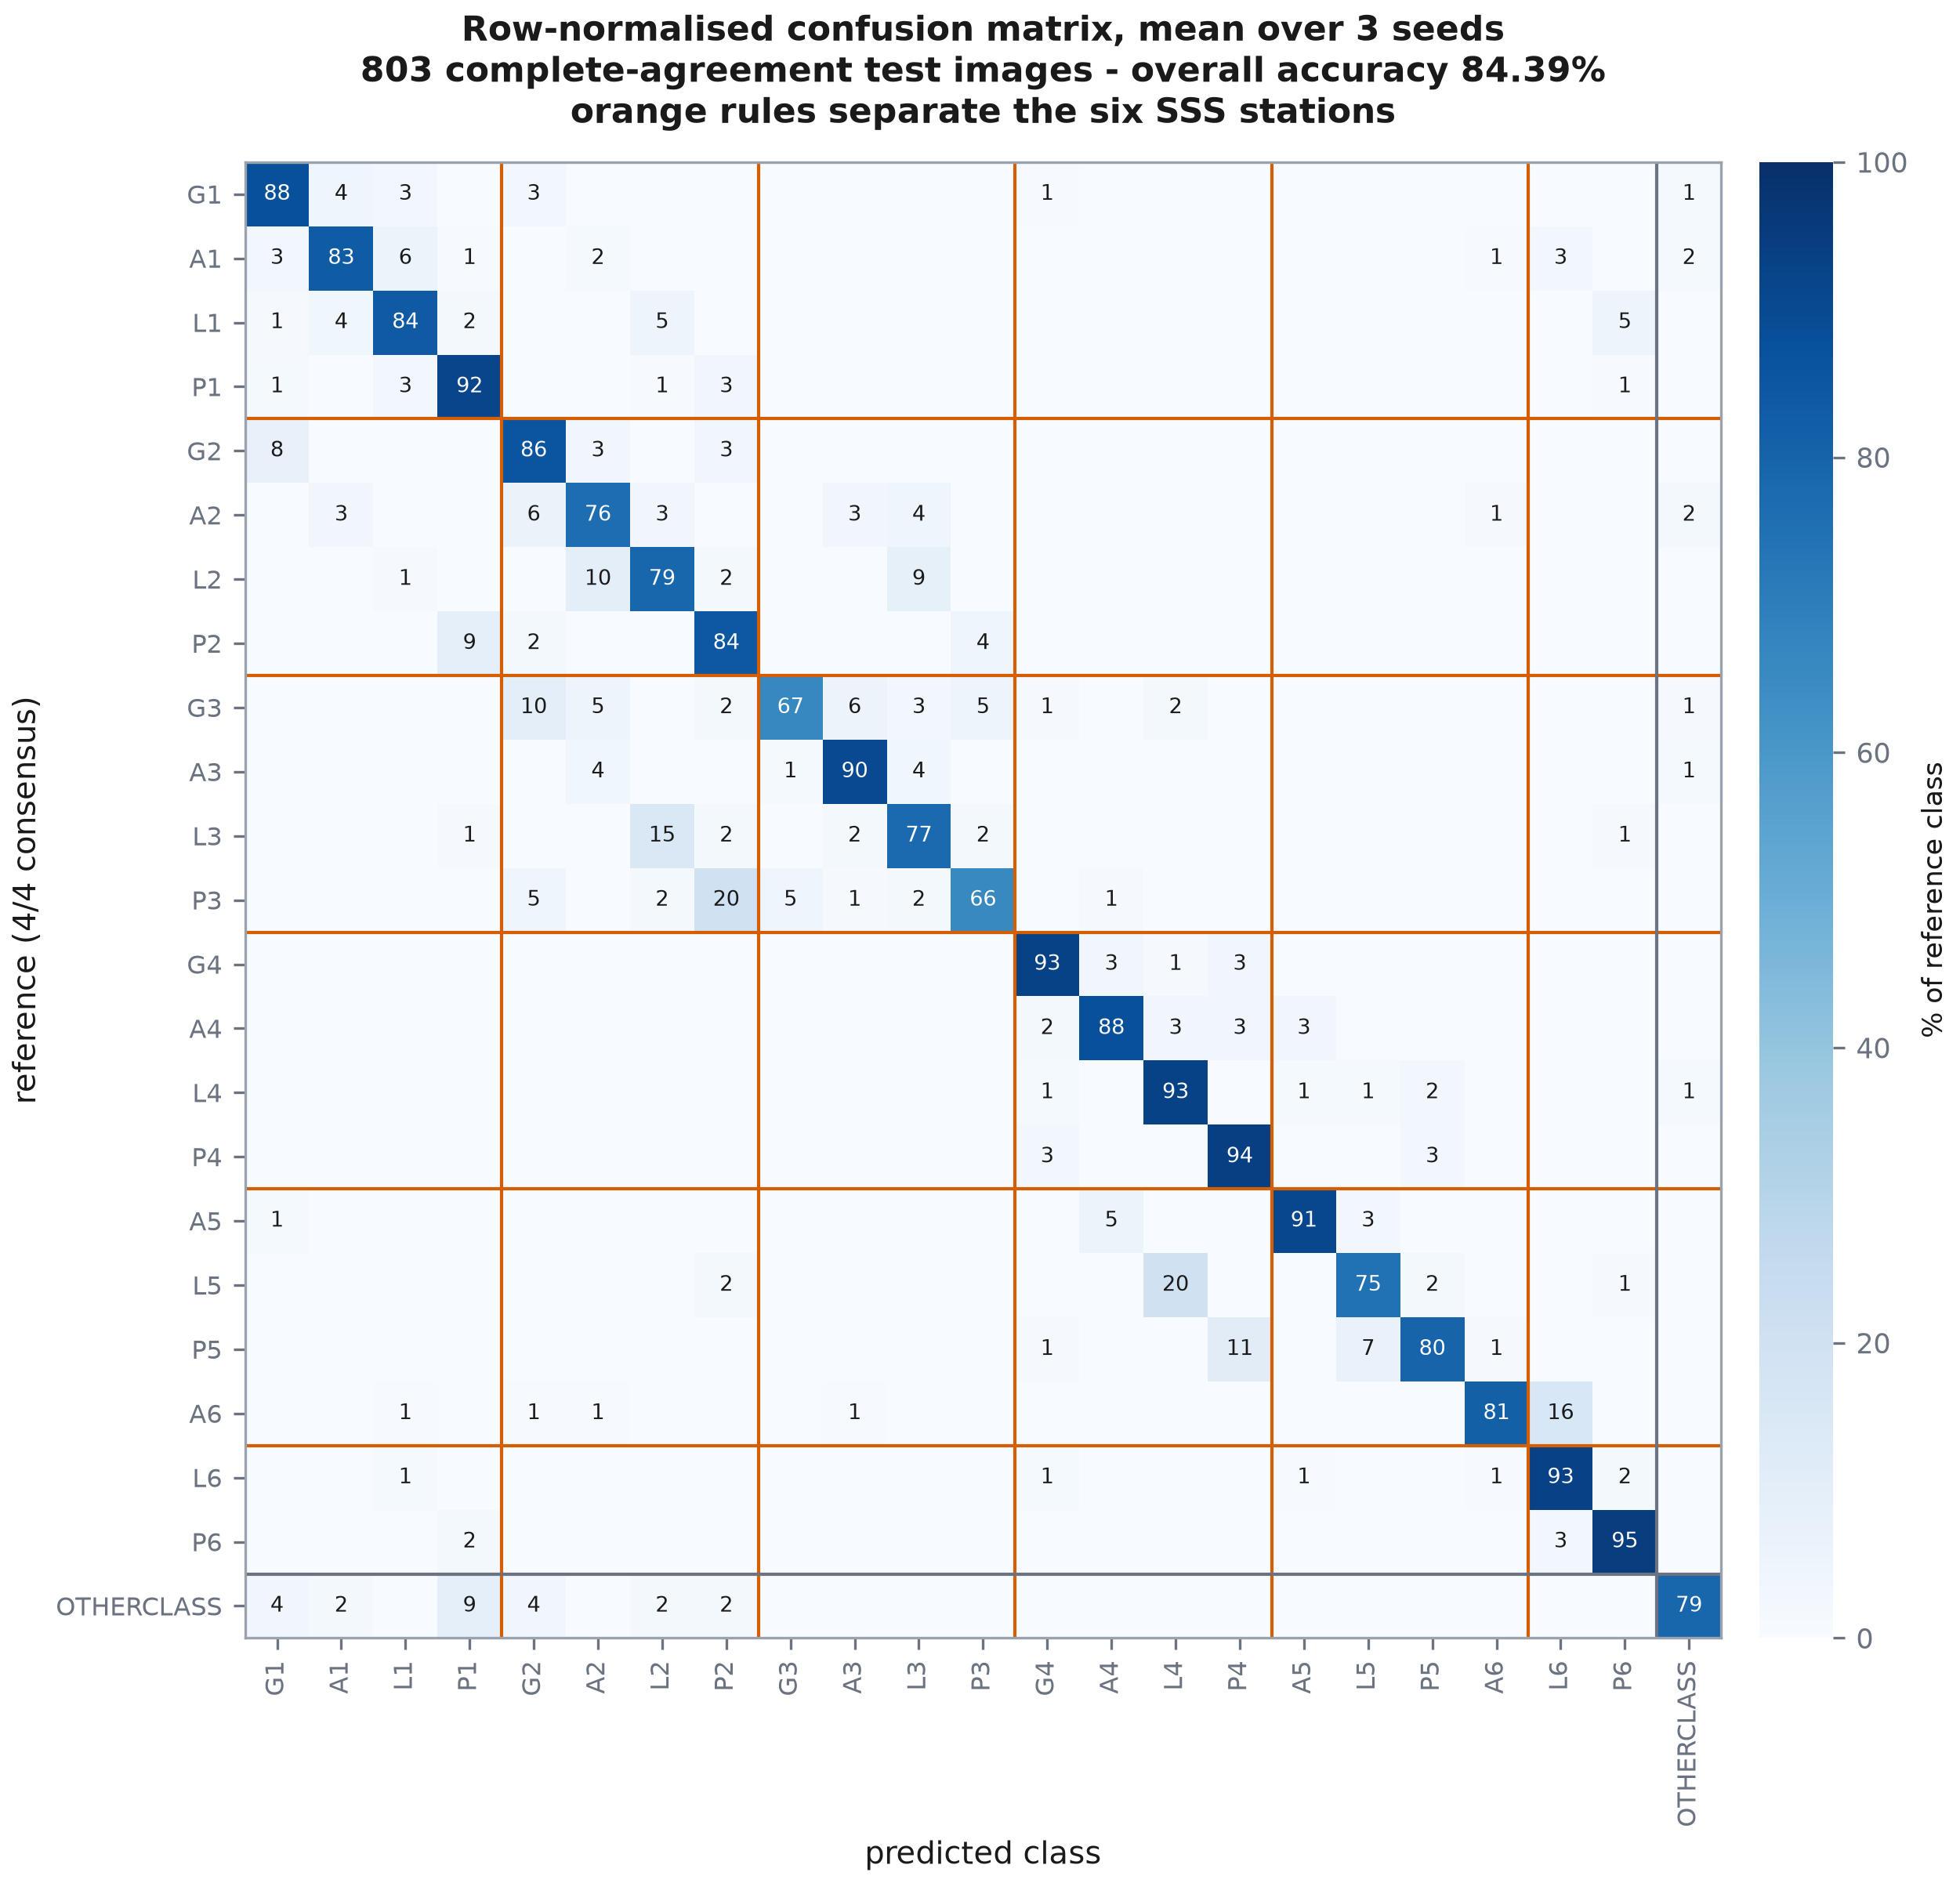 Row-normalised confusion matrix, mean over 3 seeds
803 complete-agreement test images - overall accuracy 84.39%
orange rules separate the six SSS stations
G1 88 4 3 3 1 1
A1 3 83 6 1 2 1 3 2
L1 1 4 84 2 5 5
P1 1 3 92 1 3 1
G2 8 86 3 3
A2 3 6 76 3 3 4 1 2
L2 1 10 79 2 9
P2 9 2 84 4
G3 10 5 2 67 6 3 5 1 2 1
A3 4 1 90 4 1
L3 1 15 2 2 77 2 1
P3 5 2 20 5 1 2 66 1
G4 93 3 1 3
A4 2 88 3 3 3
L4 1 93 1 1 2 1
P4 3 94 3
A5 1 5 91 3
L5 2 20 75 2 1
P5 1 11 7 80 1
A6 1 1 1 1 81 16
L6 1 1 1 1 93 2
P6 2 3 95
OTHERCLASS 4 2 9 4 2 2 79
G1 A1 L1 P1 G2 A2 L2 P2 G3 A3 L3 P3 G4 A4 L4 P4 A5 L5 P5 A6 L6 P6 OTHERCLASS
predicted class
reference (4/4 consensus)
100
80
60
40
20
0
% of reference class